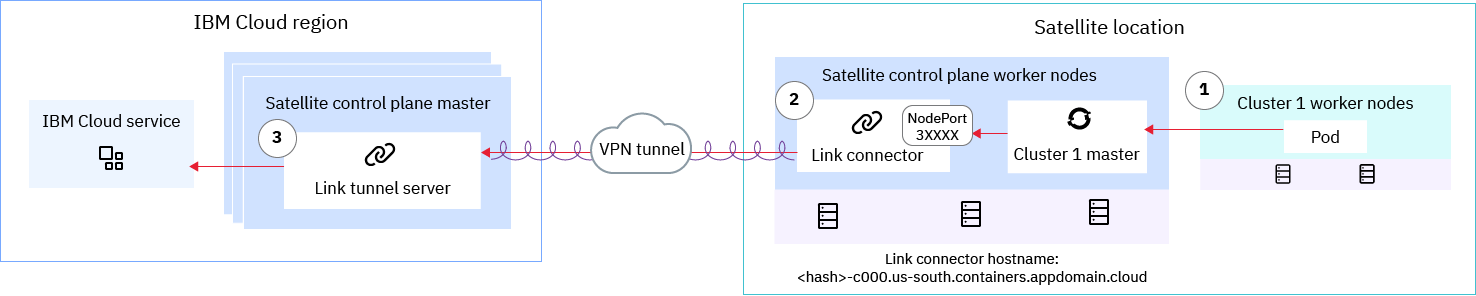 IBM Cloud region
Satellite control plane master
IBM Cloud service
3
Link tunnel server
VPN tunnel
Satellite location
Satellite control plane worker nodes
2
NodePort
3XXXX
Link connector
Cluster 1 master
1
Cluster 1 worker nodes
Pod
Link connector hostname:
<hash>-c000.us-south.containers.appdomain.cloud